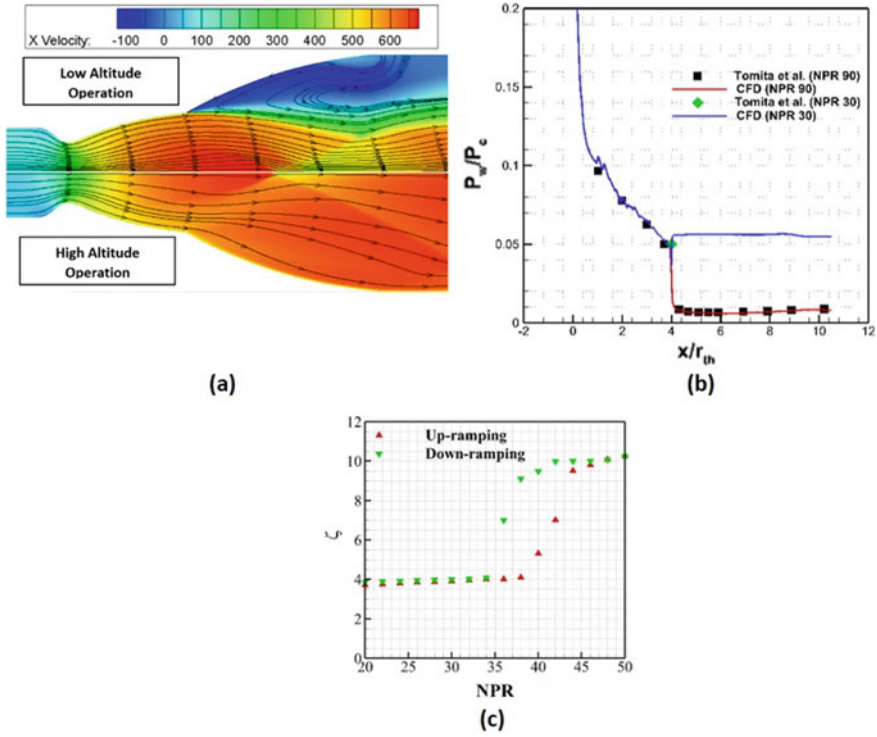 X Velocity: -100 0 100 200 300 400 500 600
Low Altitude
Operation
High Altitude
Operation
(a)
0.2
0.15
0.1
0.05
0
P_w/P_c
Tomita et al. (NPR 90)
CFD (NPR 90)
Tomita et al. (NPR 30)
CFD (NPR 30)
-2 0 2 4 6 8 10 12
x/r_th
(b)
12
10
8
6
4
2
0
ζ
Up-ramping
Down-ramping
20 25 30 35 40 45 50
NPR
(c)